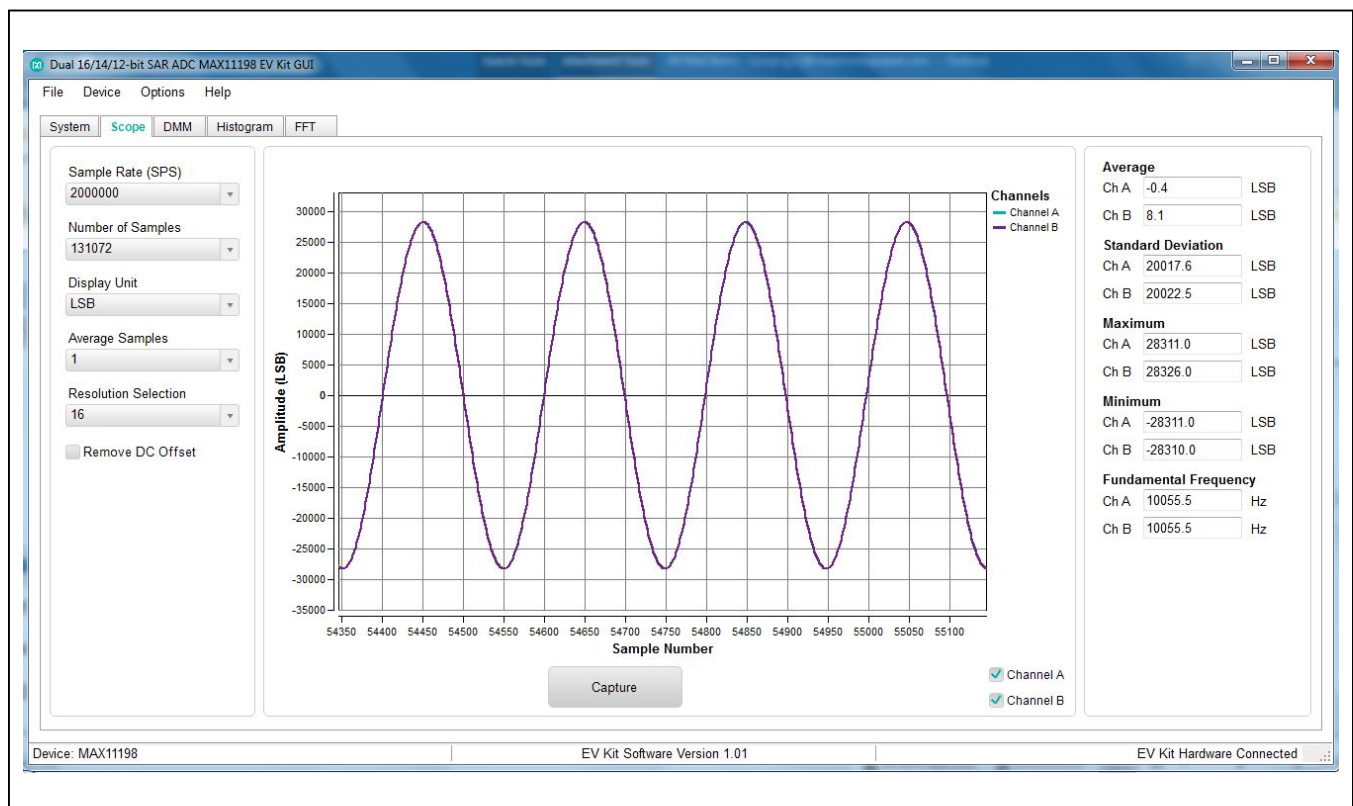 Dual 16/14/12-bit SAR ADC MAX11198 EV Kit GUI
File Device Options Help
System Scope DMM Histogram FFT
Sample Rate (SPS)
2000000
Number of Samples
131072
Display Unit
LSB
Average Samples
1
Resolution Selection
16
Remove DC Offset
Amplitude (LSB)
30000
25000
20000
15000
10000
5000
0
-5000
-10000
-15000
-20000
-25000
-30000
-35000
54350 54400 54450 54500 54550 54600 54650 54700 54750 54800 54850 54900 54950 55000 55050 55100
Sample Number
Channels
Channel A
Channel B
Capture
Channel A
Channel B
Average
Ch A -0.4 LSB
Ch B 8.1 LSB
Standard Deviation
Ch A 20017.6 LSB
Ch B 20022.5 LSB
Maximum
Ch A 28311.0 LSB
Ch B 28326.0 LSB
Minimum
Ch A -28311.0 LSB
Ch B -28310.0 LSB
Fundamental Frequency
Ch A 10055.5 Hz
Ch B 10055.5 Hz
Device: MAX11198 EV Kit Software Version 1.01 EV Kit Hardware Connected